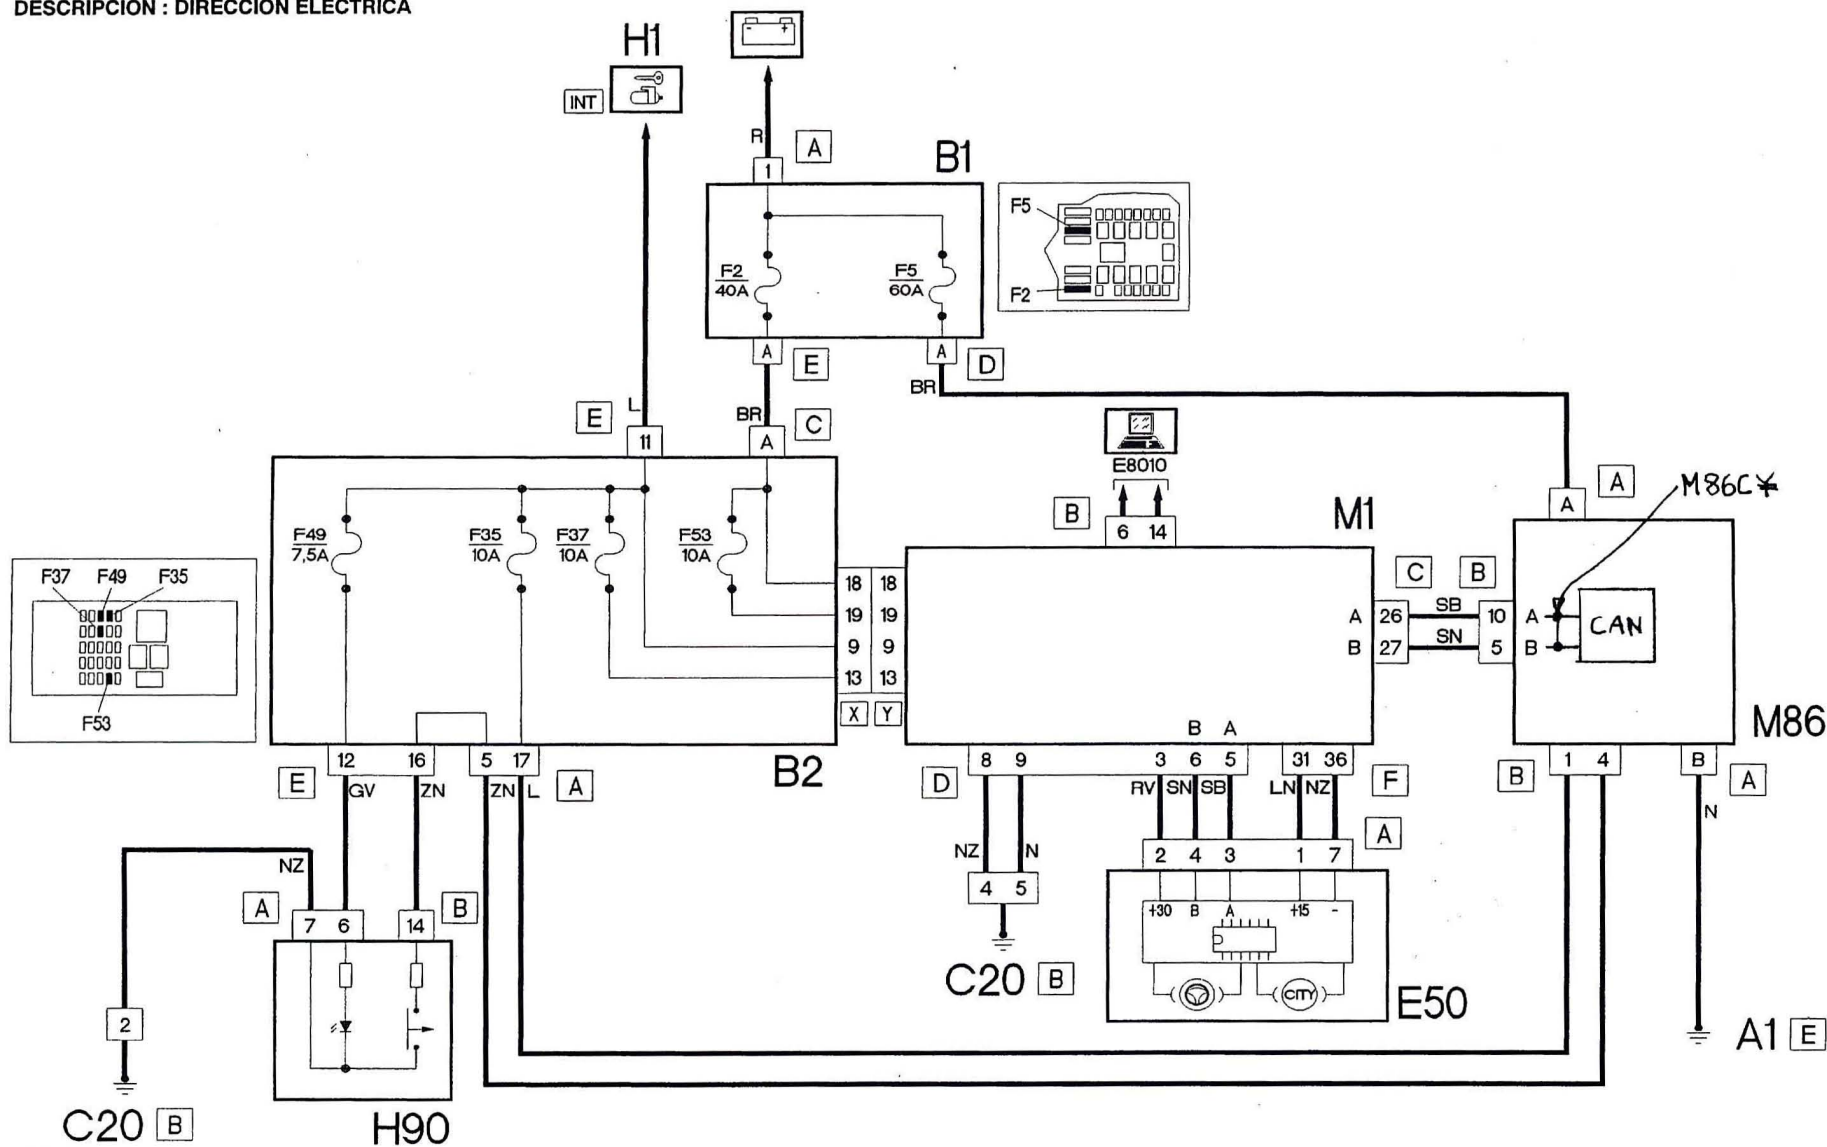 DESCRIPCION : DIRECCION ELECTRICA
H1
- +
INT
R
A
1
B1
F5
F2
F2
40A
F5
60A
A
E
A
D
BR
L
E
11
BR
C
A
E8010
B
6 14
M1
A
A
M86C
F49
7,5A
F35
10A
F37
10A
F53
10A
F37 F49 F35
F53
18 18
19 19
9 9
13 13
X Y
C
B
A 26 SB 10 A
B 27 SN 5 B
CAN
M86
B A
E
12 16 5 17
A
B2
GV ZN ZN L
D
8 9 3 6 5 31 36
F
B
1 4 B
A
RV SN SB LN NZ
N
NZ N
4 5
A
2 4 3 1 7
+30 B A +15 -
CITY
E50
C20 B
NZ
A
7 6 14
B
2
C20 B
H90
A1 E